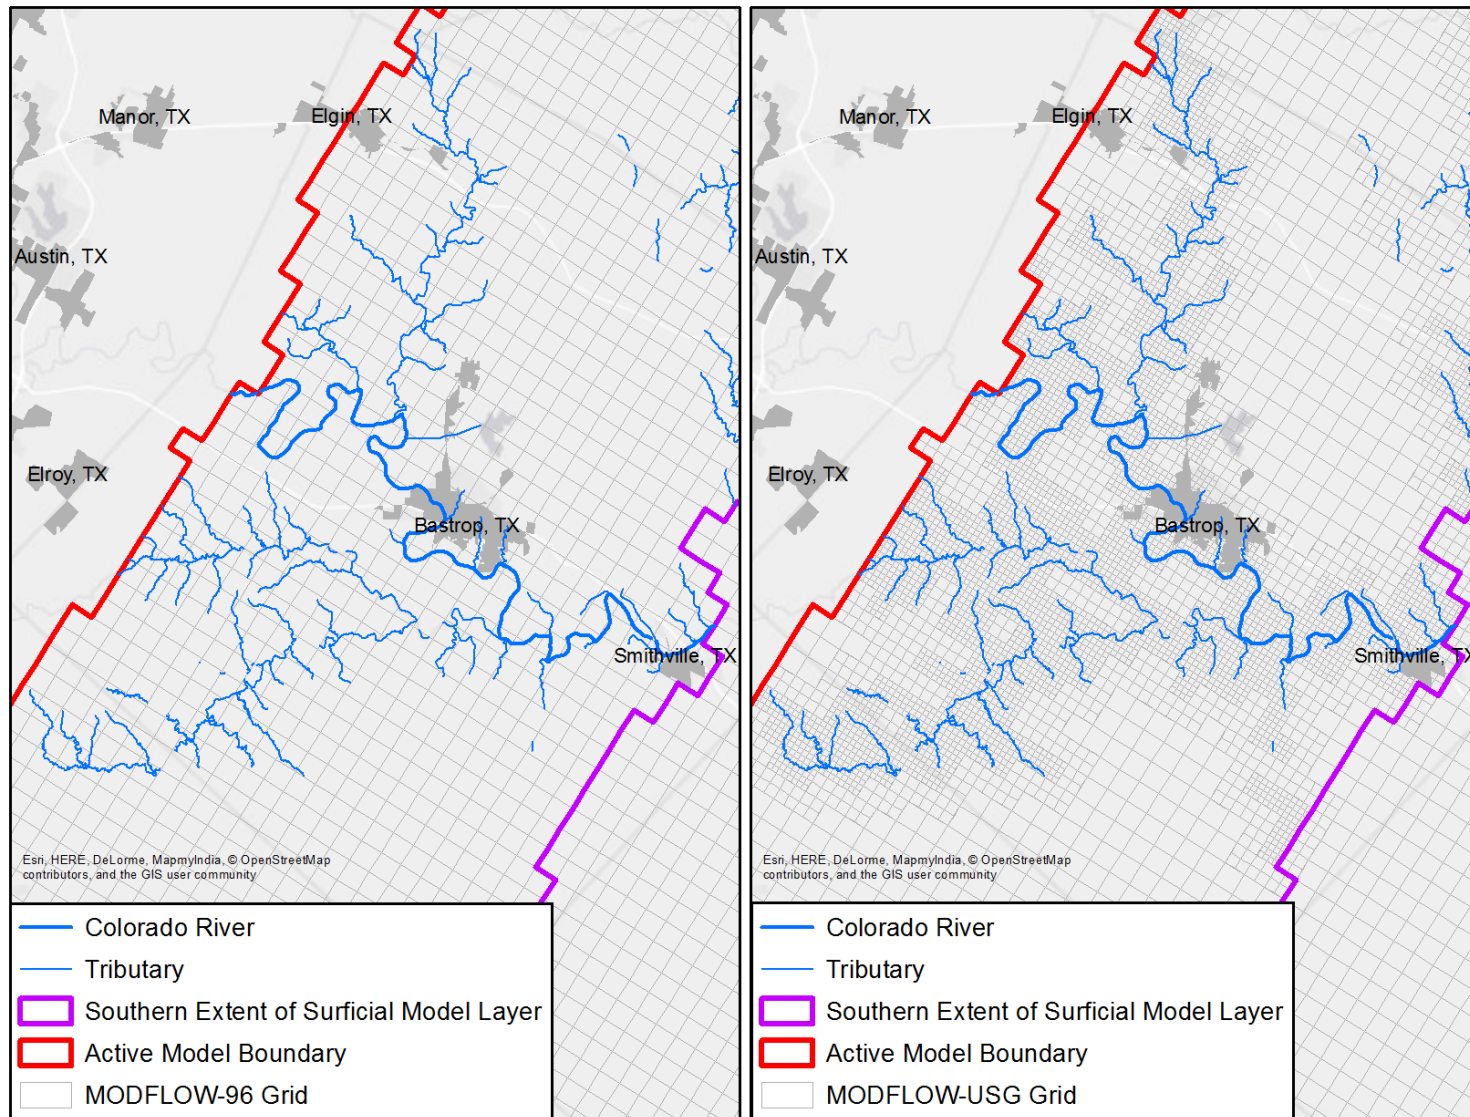 Manor, TX
Elgin, TX
Austin, TX
Elroy, TX
Bastrop, TX
Smithville, TX
Esri, HERE, DeLorme, MapmyIndia, © OpenStreetMap
contributors, and the GIS user community
Colorado River
Tributary
Southern Extent of Surficial Model Layer
Active Model Boundary
MODFLOW-96 Grid
Manor, TX
Elgin, TX
Austin, TX
Elroy, TX
Bastrop, TX
Smithville, TX
Esri, HERE, DeLorme, MapmyIndia, © OpenStreetMap
contributors, and the GIS user community
Colorado River
Tributary
Southern Extent of Surficial Model Layer
Active Model Boundary
MODFLOW-USG Grid